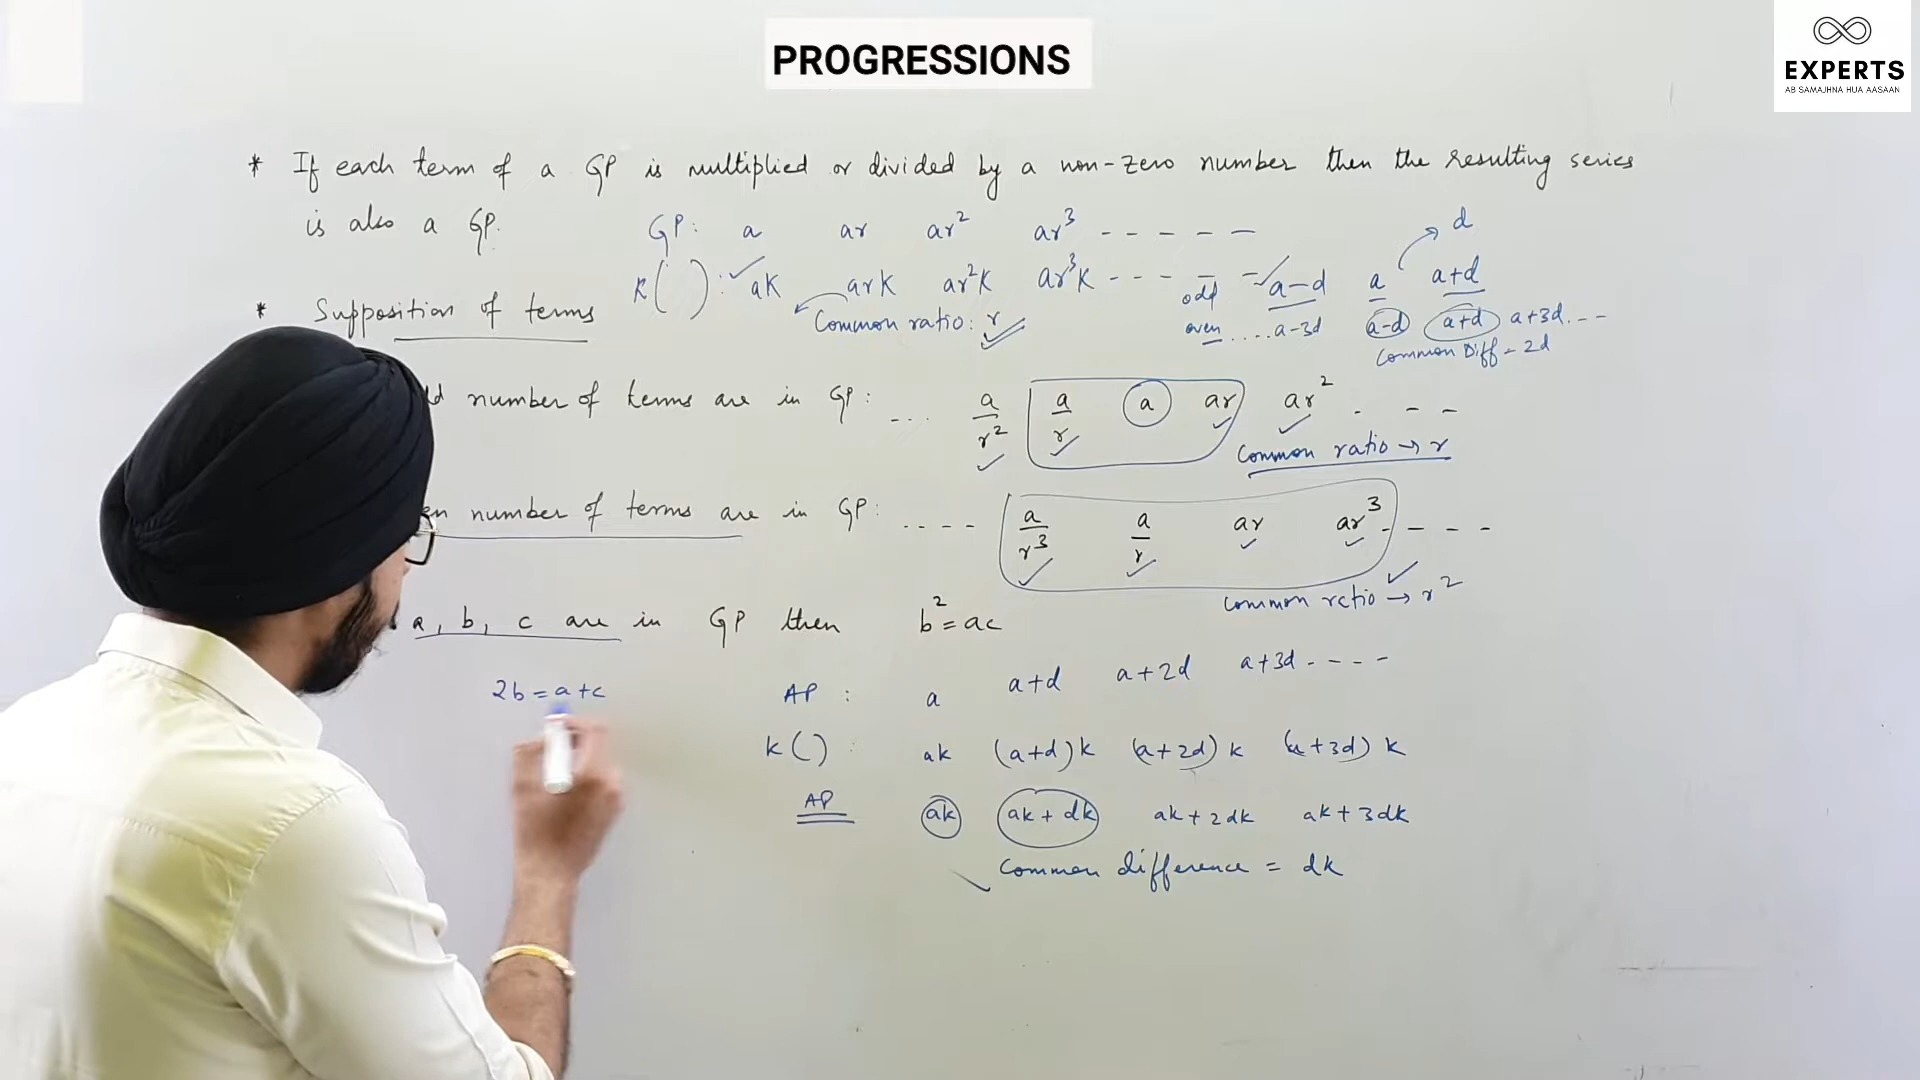 PROGRESSIONS
EXPERTS
AB SAMAJHNA HUA AASAAN
* If each term of a GP is multiplied or divided by a non-zero number then the resulting series
is also a GP.
GP: a ar ar² ar³ - - - - -
d
k( ): ak ark ar²k ar³k - - - - -
Common ratio: r
odd a-d a a+d
even ..... a-3d a-d a+d a+3d. - -
Common Diff = 2d
* Supposition of terms
number of terms are in GP: ... a/r² a/r a ar ar² . - -
Common ratio → r
number of terms are in GP: .... a/r³ a/r ar ar³ - - - -
Common ratio → r²
a, b, c are in GP then b² = ac
2b = a+c
AP : a a+d a+2d a+3d - - - -
k( ) : ak (a+d)k (a+2d)k (a+3d)k
AP ak ak+dk ak+2dk ak+3dk
Common difference = dk